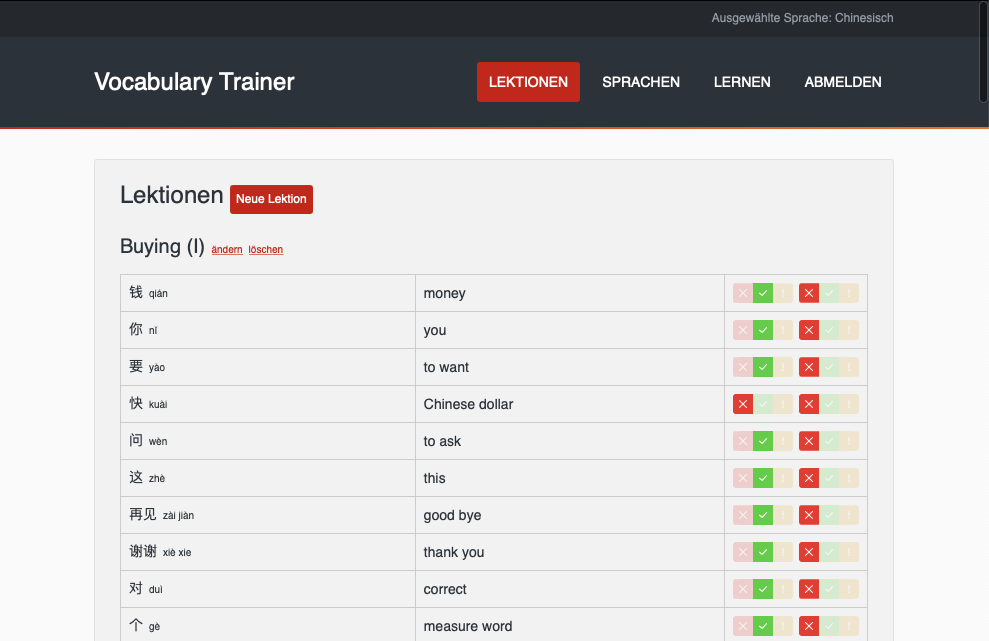 Ausgewählte Sprache: Chinesisch
Vocabulary Trainer LEKTIONEN SPRACHEN LERNEN ABMELDEN
Lektionen Neue Lektion
Buying (I) ändern löschen
钱 qián money
你 nǐ you
要 yào to want
快 kuài Chinese dollar
问 wèn to ask
这 zhè this
再见 zài jiàn good bye
谢谢 xiè xie thank you
对 duì correct
个 gè measure word